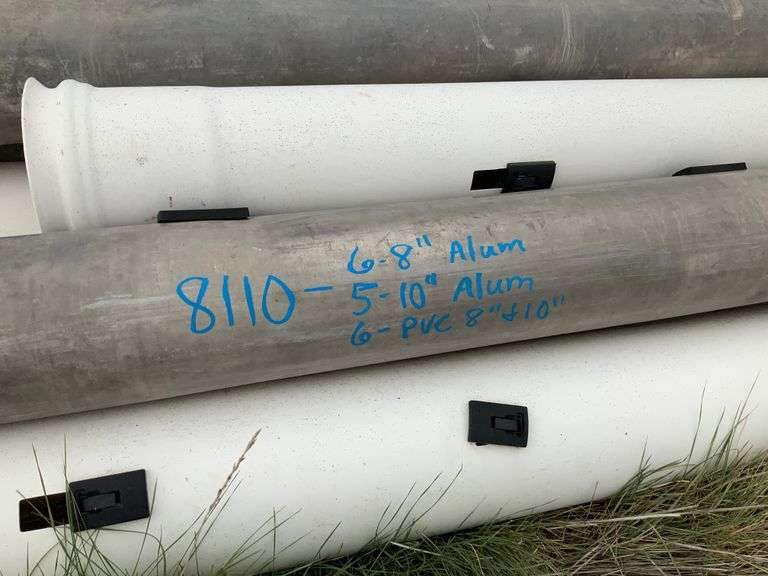 8110 - 6-8" Alum
5-10" Alum
6-PVC 8" & 10"